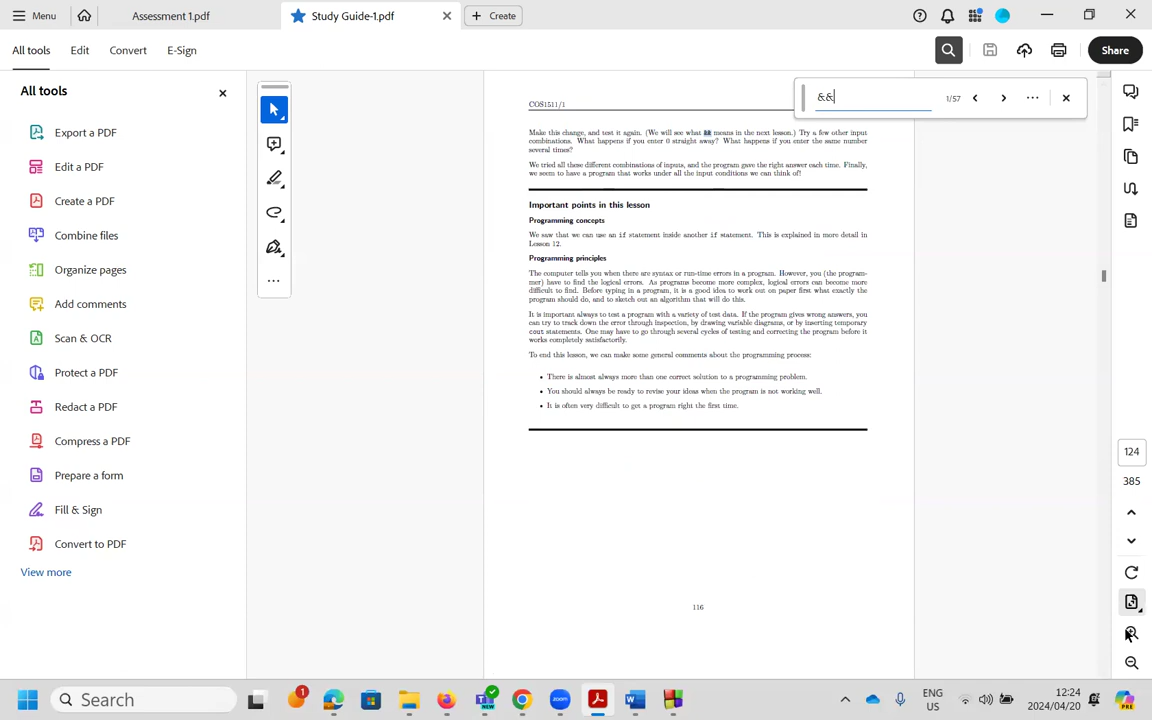 Menu
Assessment 1.pdf
Study Guide-1.pdf
Create
All tools
Edit
Convert
E-Sign
Share
All tools
Export a PDF
Edit a PDF
Create a PDF
Combine files
Organize pages
Add comments
Scan & OCR
Protect a PDF
Redact a PDF
Compress a PDF
Prepare a form
Fill & Sign
Convert to PDF
View more
&&
1/57
COS1511/1
Make this change, and test it again. (We will see what && means in the next lesson.) Try a few other input
combinations. What happens if you enter 0 straight away? What happens if you enter the same number
several times?
We tried all these different combinations of inputs, and the program gave the right answer each time. Finally,
we seem to have a program that works under all the input conditions we can think of!
Important points in this lesson
Programming concepts
We saw that we can use an if statement inside another if statement. This is explained in more detail in
Lesson 12.
Programming principles
The computer tells you when there are syntax or run-time errors in a program. However, you (the program-
mer) have to find the logical errors. As programs become more complex, logical errors can become more
difficult to find. Before typing in a program, it is a good idea to work out on paper first what exactly the
program should do, and to sketch out an algorithm that will do this.
It is important always to test a program with a variety of test data. If the program gives wrong answers, you
can try to track down the error through inspection, by drawing variable diagrams, or by inserting temporary
cout statements. One may have to go through several cycles of testing and correcting the program before it
works completely satisfactorily.
To end this lesson, we can make some general comments about the programming process:
• There is almost always more than one correct solution to a programming problem.
• You should always be ready to revise your ideas when the program is not working well.
• It is often very difficult to get a program right the first time.
116
124
385
Search
1
NEW
zoom
ENG
US
12:24
2024/04/20
PRE